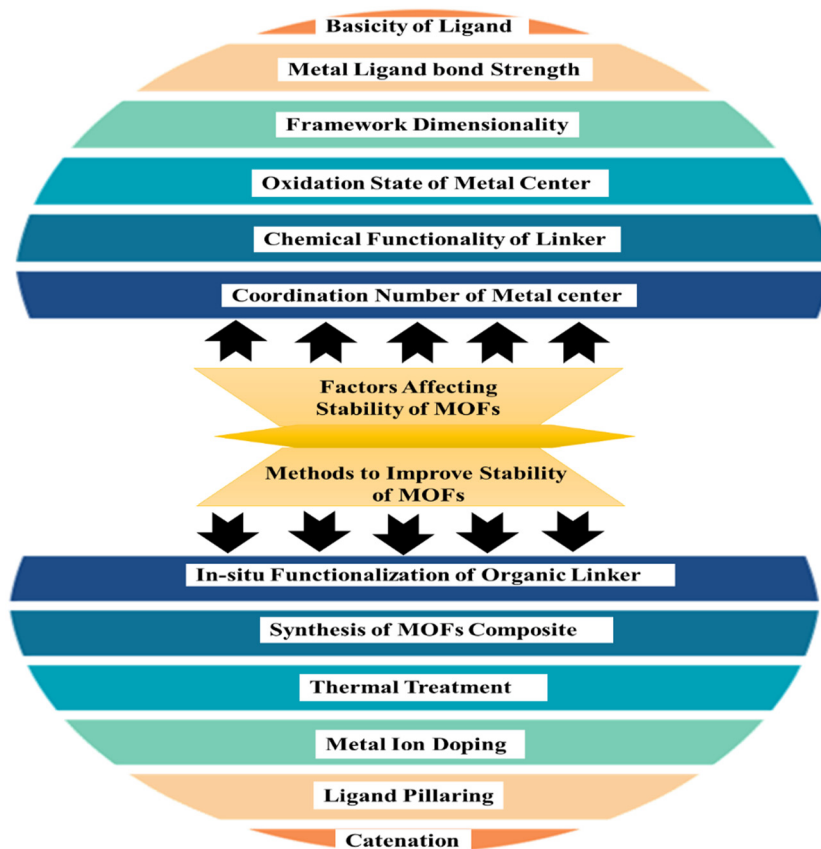 Basicity of Ligand
Metal Ligand bond Strength
Framework Dimensionality
Oxidation State of Metal Center
Chemical Functionality of Linker
Coordination Number of Metal center
Factors Affecting
Stability of MOFs
Methods to Improve Stability
of MOFs
In-situ Functionalization of Organic Linker
Synthesis of MOFs Composite
Thermal Treatment
Metal Ion Doping
Ligand Pillaring
Catenation